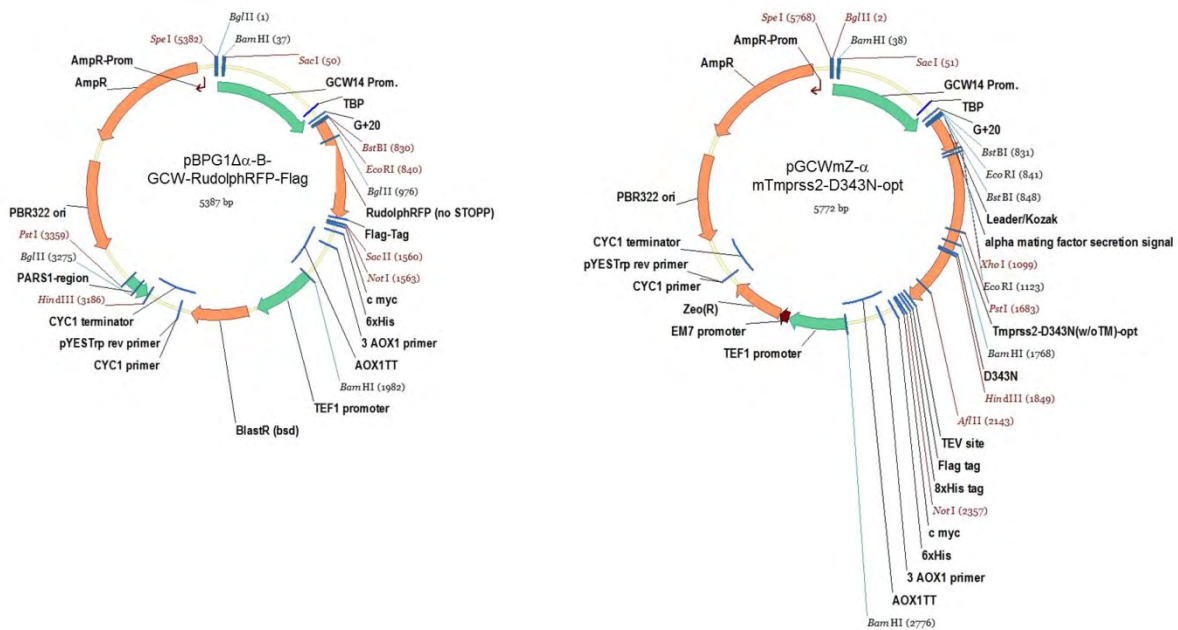 BglII (1)
SpeI (5382)
BamHI (37)
AmpR-Prom
SacI (50)
AmpR
GCW14 Prom.
TBP
G+20
BstBI (830)
EcoRI (840)
BglII (976)
RudolphRFP (no STOPP)
Flag-Tag
SacII (1560)
NotI (1563)
c myc
6xHis
3 AOX1 primer
AOX1TT
BamHI (1982)
TEF1 promoter
BlastR (bsd)
CYC1 primer
pYESTrp rev primer
CYC1 terminator
HindIII (3186)
PARS1-region
BglII (3275)
PstI (3359)
PBR322 ori
pBPG1Δα-B-
GCW-RudolphRFP-Flag
5387 bp
SpeI (5768)
BglII (2)
BamHI (38)
AmpR-Prom
SacI (51)
AmpR
GCW14 Prom.
TBP
G+20
BstBI (831)
EcoRI (841)
BstBI (848)
Leader/Kozak
alpha mating factor secretion signal
XhoI (1099)
EcoRI (1123)
PstI (1683)
Tmprss2-D343N(w/oTM)-opt
BamHI (1768)
D343N
HindIII (1849)
AflII (2143)
TEV site
Flag tag
8xHis tag
NotI (2357)
c myc
6xHis
3 AOX1 primer
AOX1TT
BamHI (2776)
TEF1 promoter
EM7 promoter
Zeo(R)
CYC1 primer
pYESTrp rev primer
CYC1 terminator
PBR322 ori
pGCWmZ-α
mTmprss2-D343N-opt
5772 bp